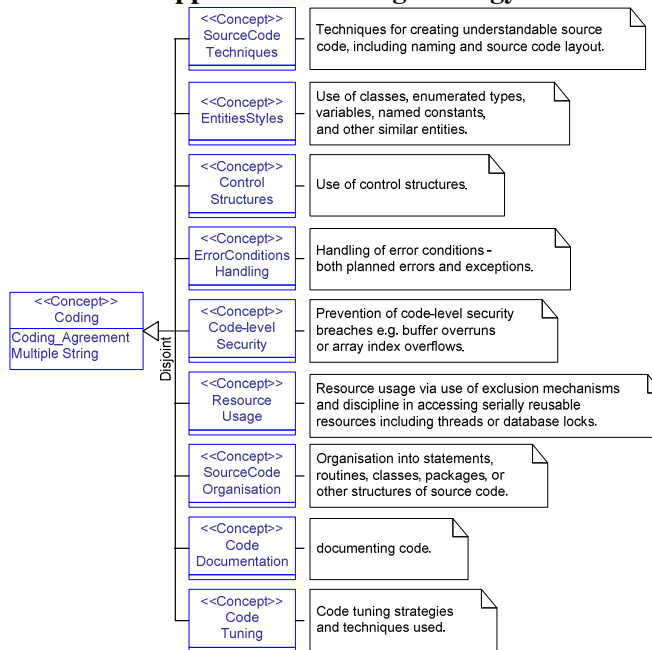 <<Concept>>
SourceCode
Techniques
Techniques for creating understandable source
code, including naming and source code layout.
<<Concept>>
EntitiesStyles
Use of classes, enumerated types,
variables, named constants,
and other similar entities.
<<Concept>>
Control
Structures
Use of control structures.
<<Concept>>
ErrorConditions
Handling
Handling of error conditions -
both planned errors and exceptions.
<<Concept>>
Coding
Coding_Agreement
Multiple String
Disjoint
<<Concept>>
Code-level
Security
Prevention of code-level security
breaches e.g. buffer overruns
or array index overflows.
<<Concept>>
Resource
Usage
Resource usage via use of exclusion mechanisms
and discipline in accessing serially reusable
resources including threads or database locks.
<<Concept>>
SourceCode
Organisation
Organisation into statements,
routines, classes, packages, or
other structures of source code.
<<Concept>>
Code
Documentation
documenting code.
<<Concept>>
Code
Tuning
Code tuning strategies
and techniques used.